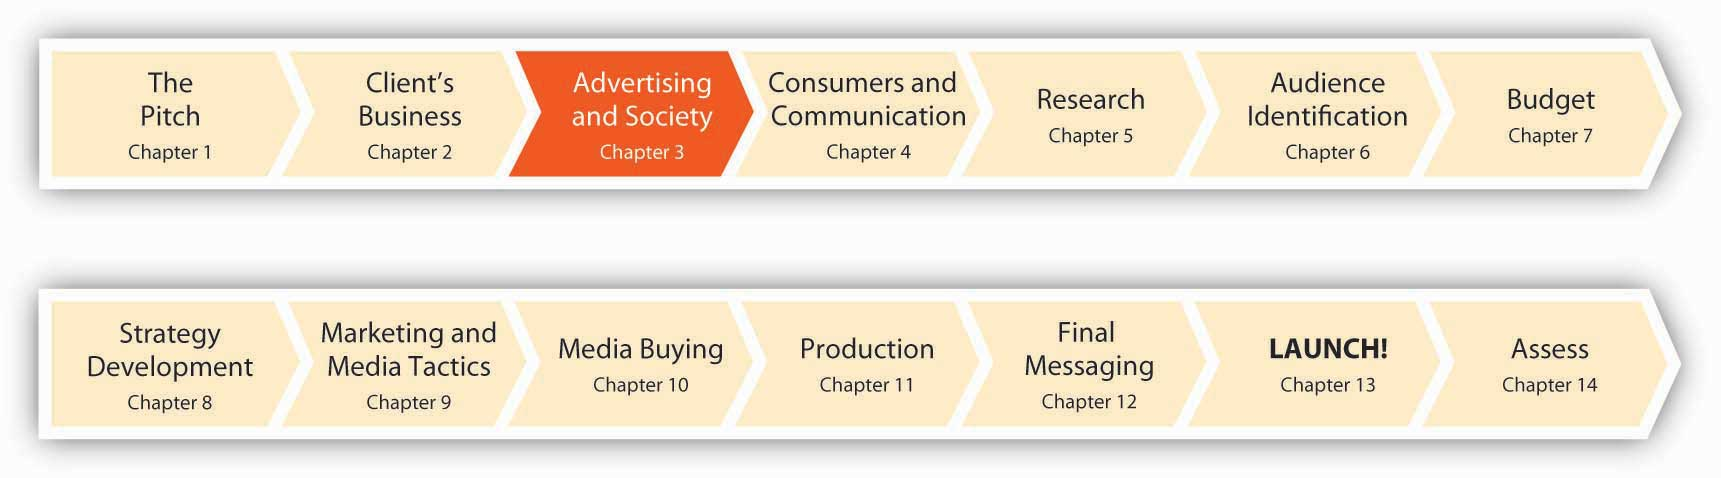 The
Pitch
Chapter 1
Client’s
Business
Chapter 2
Advertising
and Society
Chapter 3
Consumers and
Communication
Chapter 4
Research
Chapter 5
Audience
Identification
Chapter 6
Budget
Chapter 7
Strategy
Development
Chapter 8
Marketing and
Media Tactics
Chapter 9
Media Buying
Chapter 10
Production
Chapter 11
Final
Messaging
Chapter 12
LAUNCH!
Chapter 13
Assess
Chapter 14